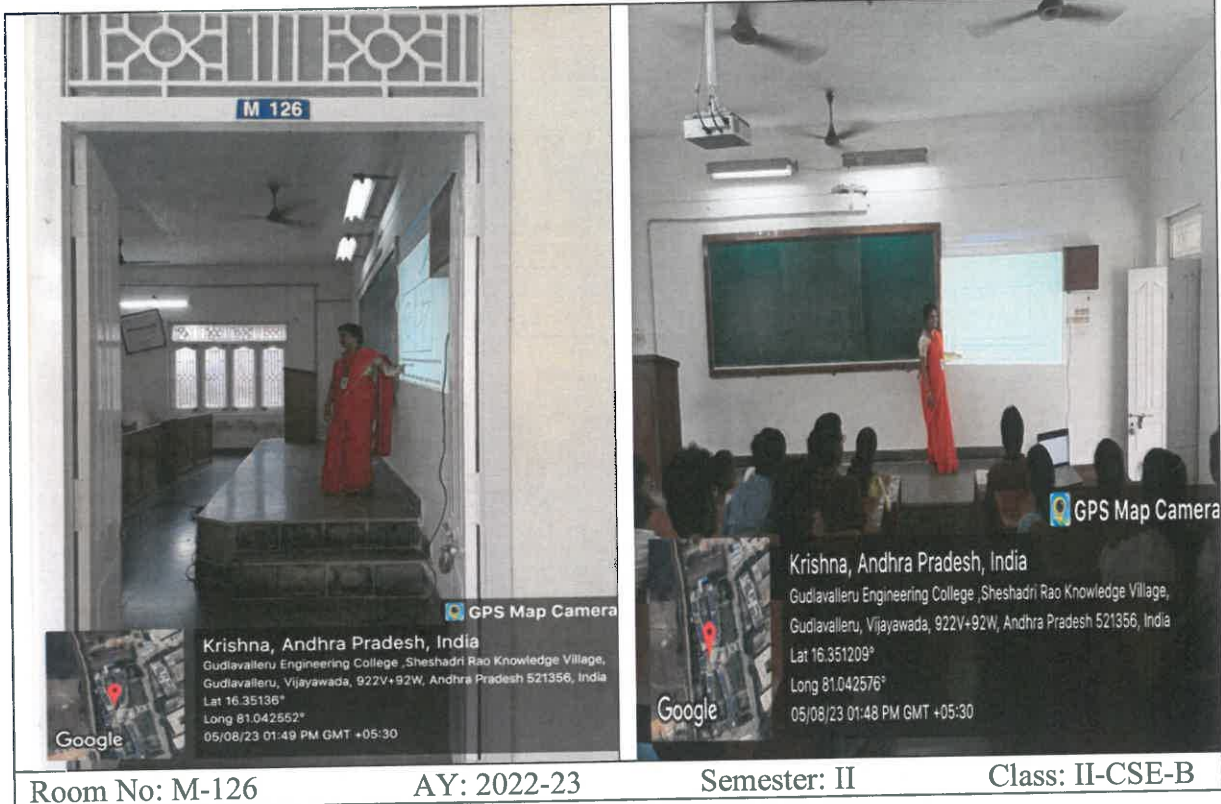 M 126
GPS Map Camera
Krishna, Andhra Pradesh, India
Gudlavalleru Engineering College ,Sheshadri Rao Knowledge Village,
Gudlavalleru, Vijayawada, 922V+92W, Andhra Pradesh 521356, India
Lat 16.35136°
Long 81.042552°
05/08/23 01:49 PM GMT +05:30
Google
GPS Map Camera
Krishna, Andhra Pradesh, India
Gudlavalleru Engineering College ,Sheshadri Rao Knowledge Village,
Gudlavalleru, Vijayawada, 922V+92W, Andhra Pradesh 521356, India
Lat 16.351209°
Long 81.042576°
05/08/23 01:48 PM GMT +05:30
Google
Room No: M-126 AY: 2022-23 Semester: II Class: II-CSE-B